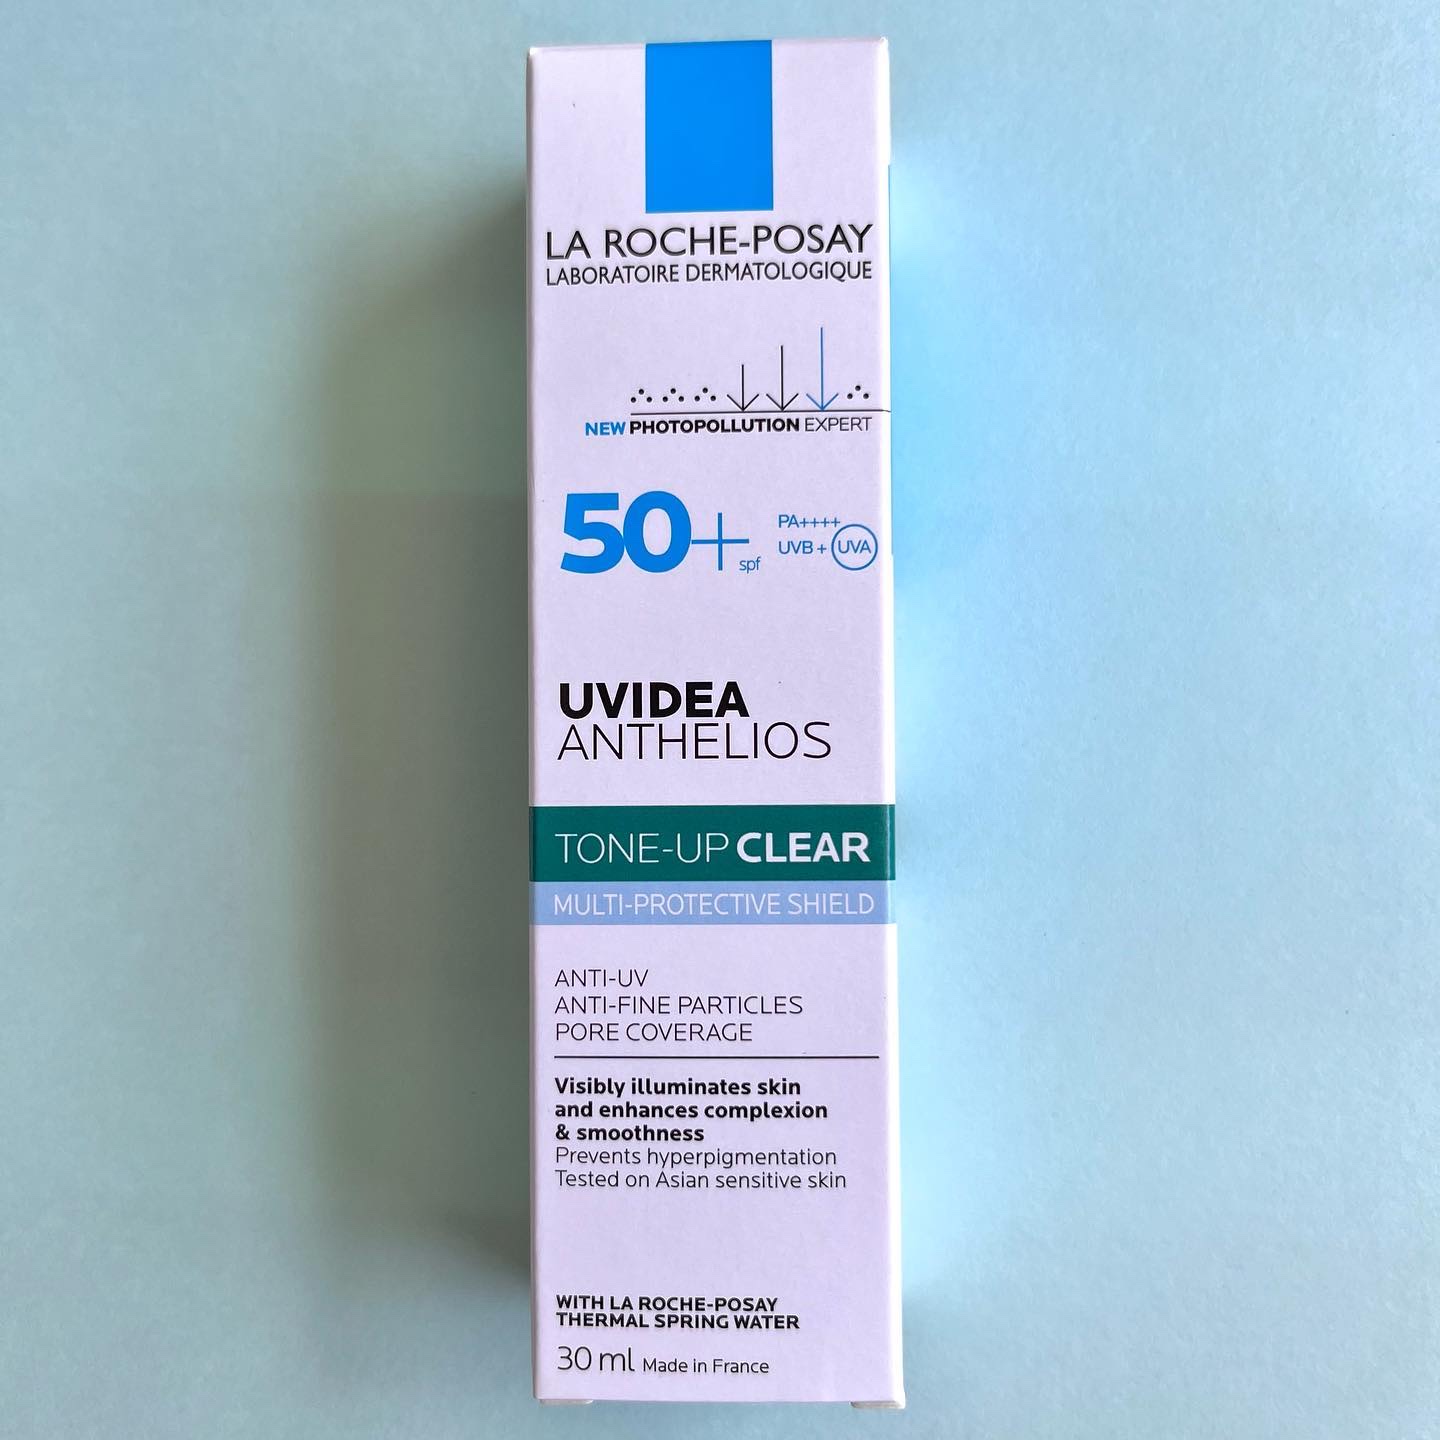 LA ROCHE-POSAY
LABORATOIRE DERMATOLOGIQUE
NEW PHOTOPOLLUTION EXPERT
50+ spf
PA++++
UVB + UVA
UVIDEA
ANTHELIOS
TONE-UP CLEAR
MULTI-PROTECTIVE SHIELD
ANTI-UV
ANTI-FINE PARTICLES
PORE COVERAGE
Visibly illuminates skin
and enhances complexion
& smoothness
Prevents hyperpigmentation
Tested on Asian sensitive skin
WITH LA ROCHE-POSAY
THERMAL SPRING WATER
30 ml Made in France